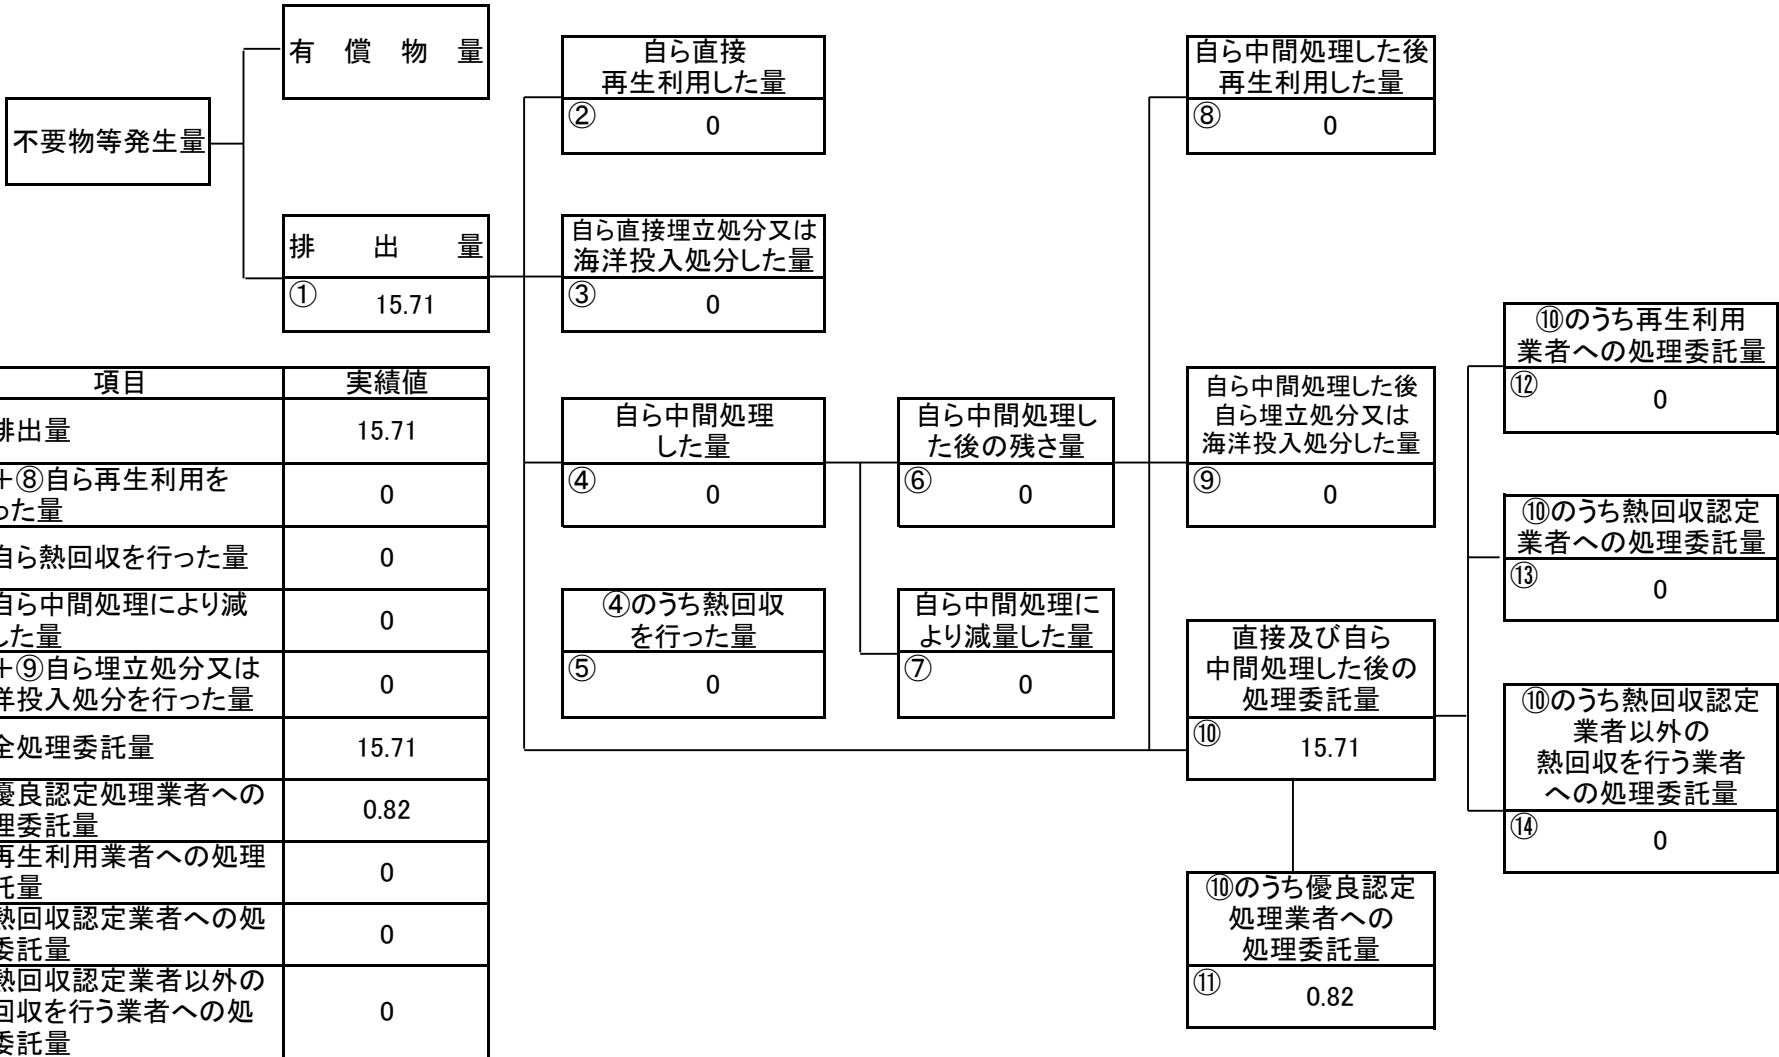 有償物量
不要物等発生量
排出量
① 15.71
自ら直接
再生利用した量
② 0
自ら直接埋立処分又は
海洋投入処分した量
③ 0
自ら中間処理
した量
④ 0
④のうち熱回収
を行った量
⑤ 0
自ら中間処理し
た後の残さ量
⑥ 0
自ら中間処理に
より減量した量
⑦ 0
自ら中間処理した後
再生利用した量
⑧ 0
自ら中間処理した後
自ら埋立処分又は
海洋投入処分した量
⑨ 0
直接及び自ら
中間処理した後の
処理委託量
⑩ 15.71
⑩のうち優良認定
処理業者への
処理委託量
⑪ 0.82
⑩のうち再生利用
業者への処理委託量
⑫ 0
⑩のうち熱回収認定
業者への処理委託量
⑬ 0
⑩のうち熱回収認定
業者以外の
熱回収を行う業者
への処理委託量
⑭ 0
項目 実績値
排出量 15.71
+⑧自ら再生利用を
った量 0
自ら熱回収を行った量 0
自ら中間処理により減
した量 0
+⑨自ら埋立処分又は
洋投入処分を行った量 0
全処理委託量 15.71
優良認定処理業者への
理委託量 0.82
再生利用業者への処理
託量 0
熱回収認定業者への処
委託量 0
熱回収認定業者以外の
回収を行う業者への処
委託量 0